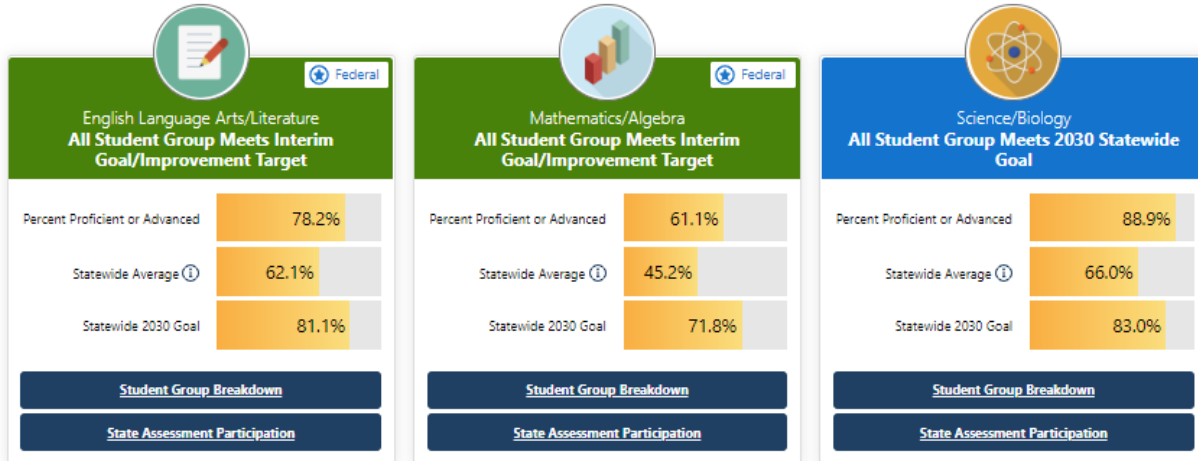 Federal
English Language Arts/Literature
All Student Group Meets Interim
Goal/Improvement Target
Percent Proficient or Advanced 78.2%
Statewide Average 62.1%
Statewide 2030 Goal 81.1%
Student Group Breakdown
State Assessment Participation
Federal
Mathematics/Algebra
All Student Group Meets Interim
Goal/Improvement Target
Percent Proficient or Advanced 61.1%
Statewide Average 45.2%
Statewide 2030 Goal 71.8%
Student Group Breakdown
State Assessment Participation
Science/Biology
All Student Group Meets 2030 Statewide
Goal
Percent Proficient or Advanced 88.9%
Statewide Average 66.0%
Statewide 2030 Goal 83.0%
Student Group Breakdown
State Assessment Participation